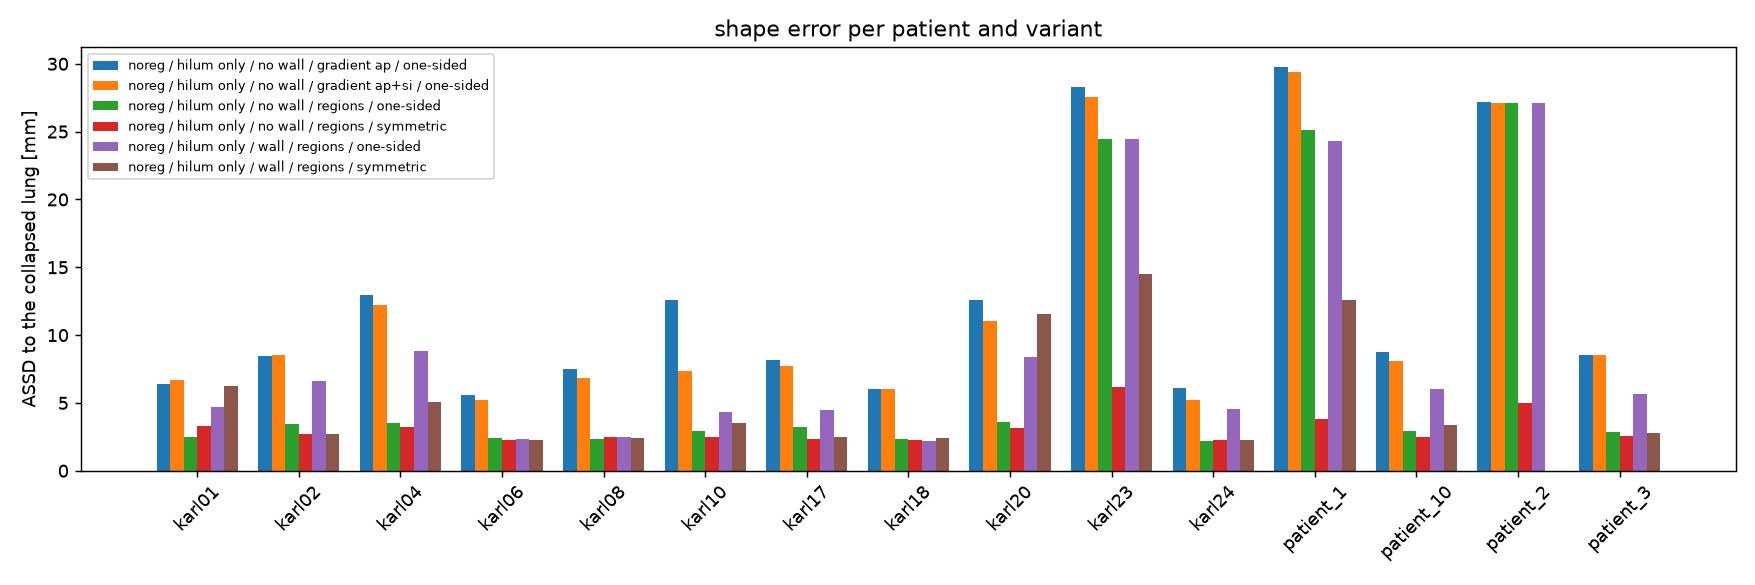 shape error per patient and variant
ASSD to the collapsed lung [mm]
30
25
20
15
10
5
0
noreg / hilum only / no wall / gradient ap / one-sided
noreg / hilum only / no wall / gradient ap+si / one-sided
noreg / hilum only / no wall / regions / one-sided
noreg / hilum only / no wall / regions / symmetric
noreg / hilum only / wall / regions / one-sided
noreg / hilum only / wall / regions / symmetric
karl01
karl02
karl04
karl06
karl08
karl10
karl17
karl18
karl20
karl23
karl24
patient_1
patient_10
patient_2
patient_3